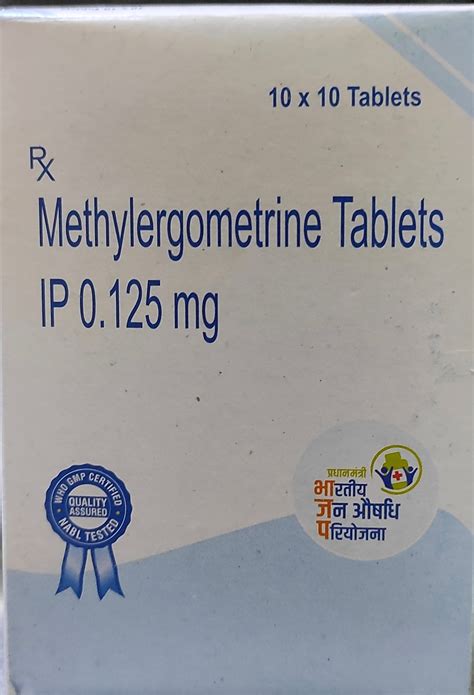 10 x 10 Tablets
Rx
Methylergometrine Tablets
IP 0.125 mg
WHO GMP CERTIFIED
QUALITY
ASSURED
NABL TESTED
प्रधानमंत्री
भारतीय
जन औषधि
परियोजना